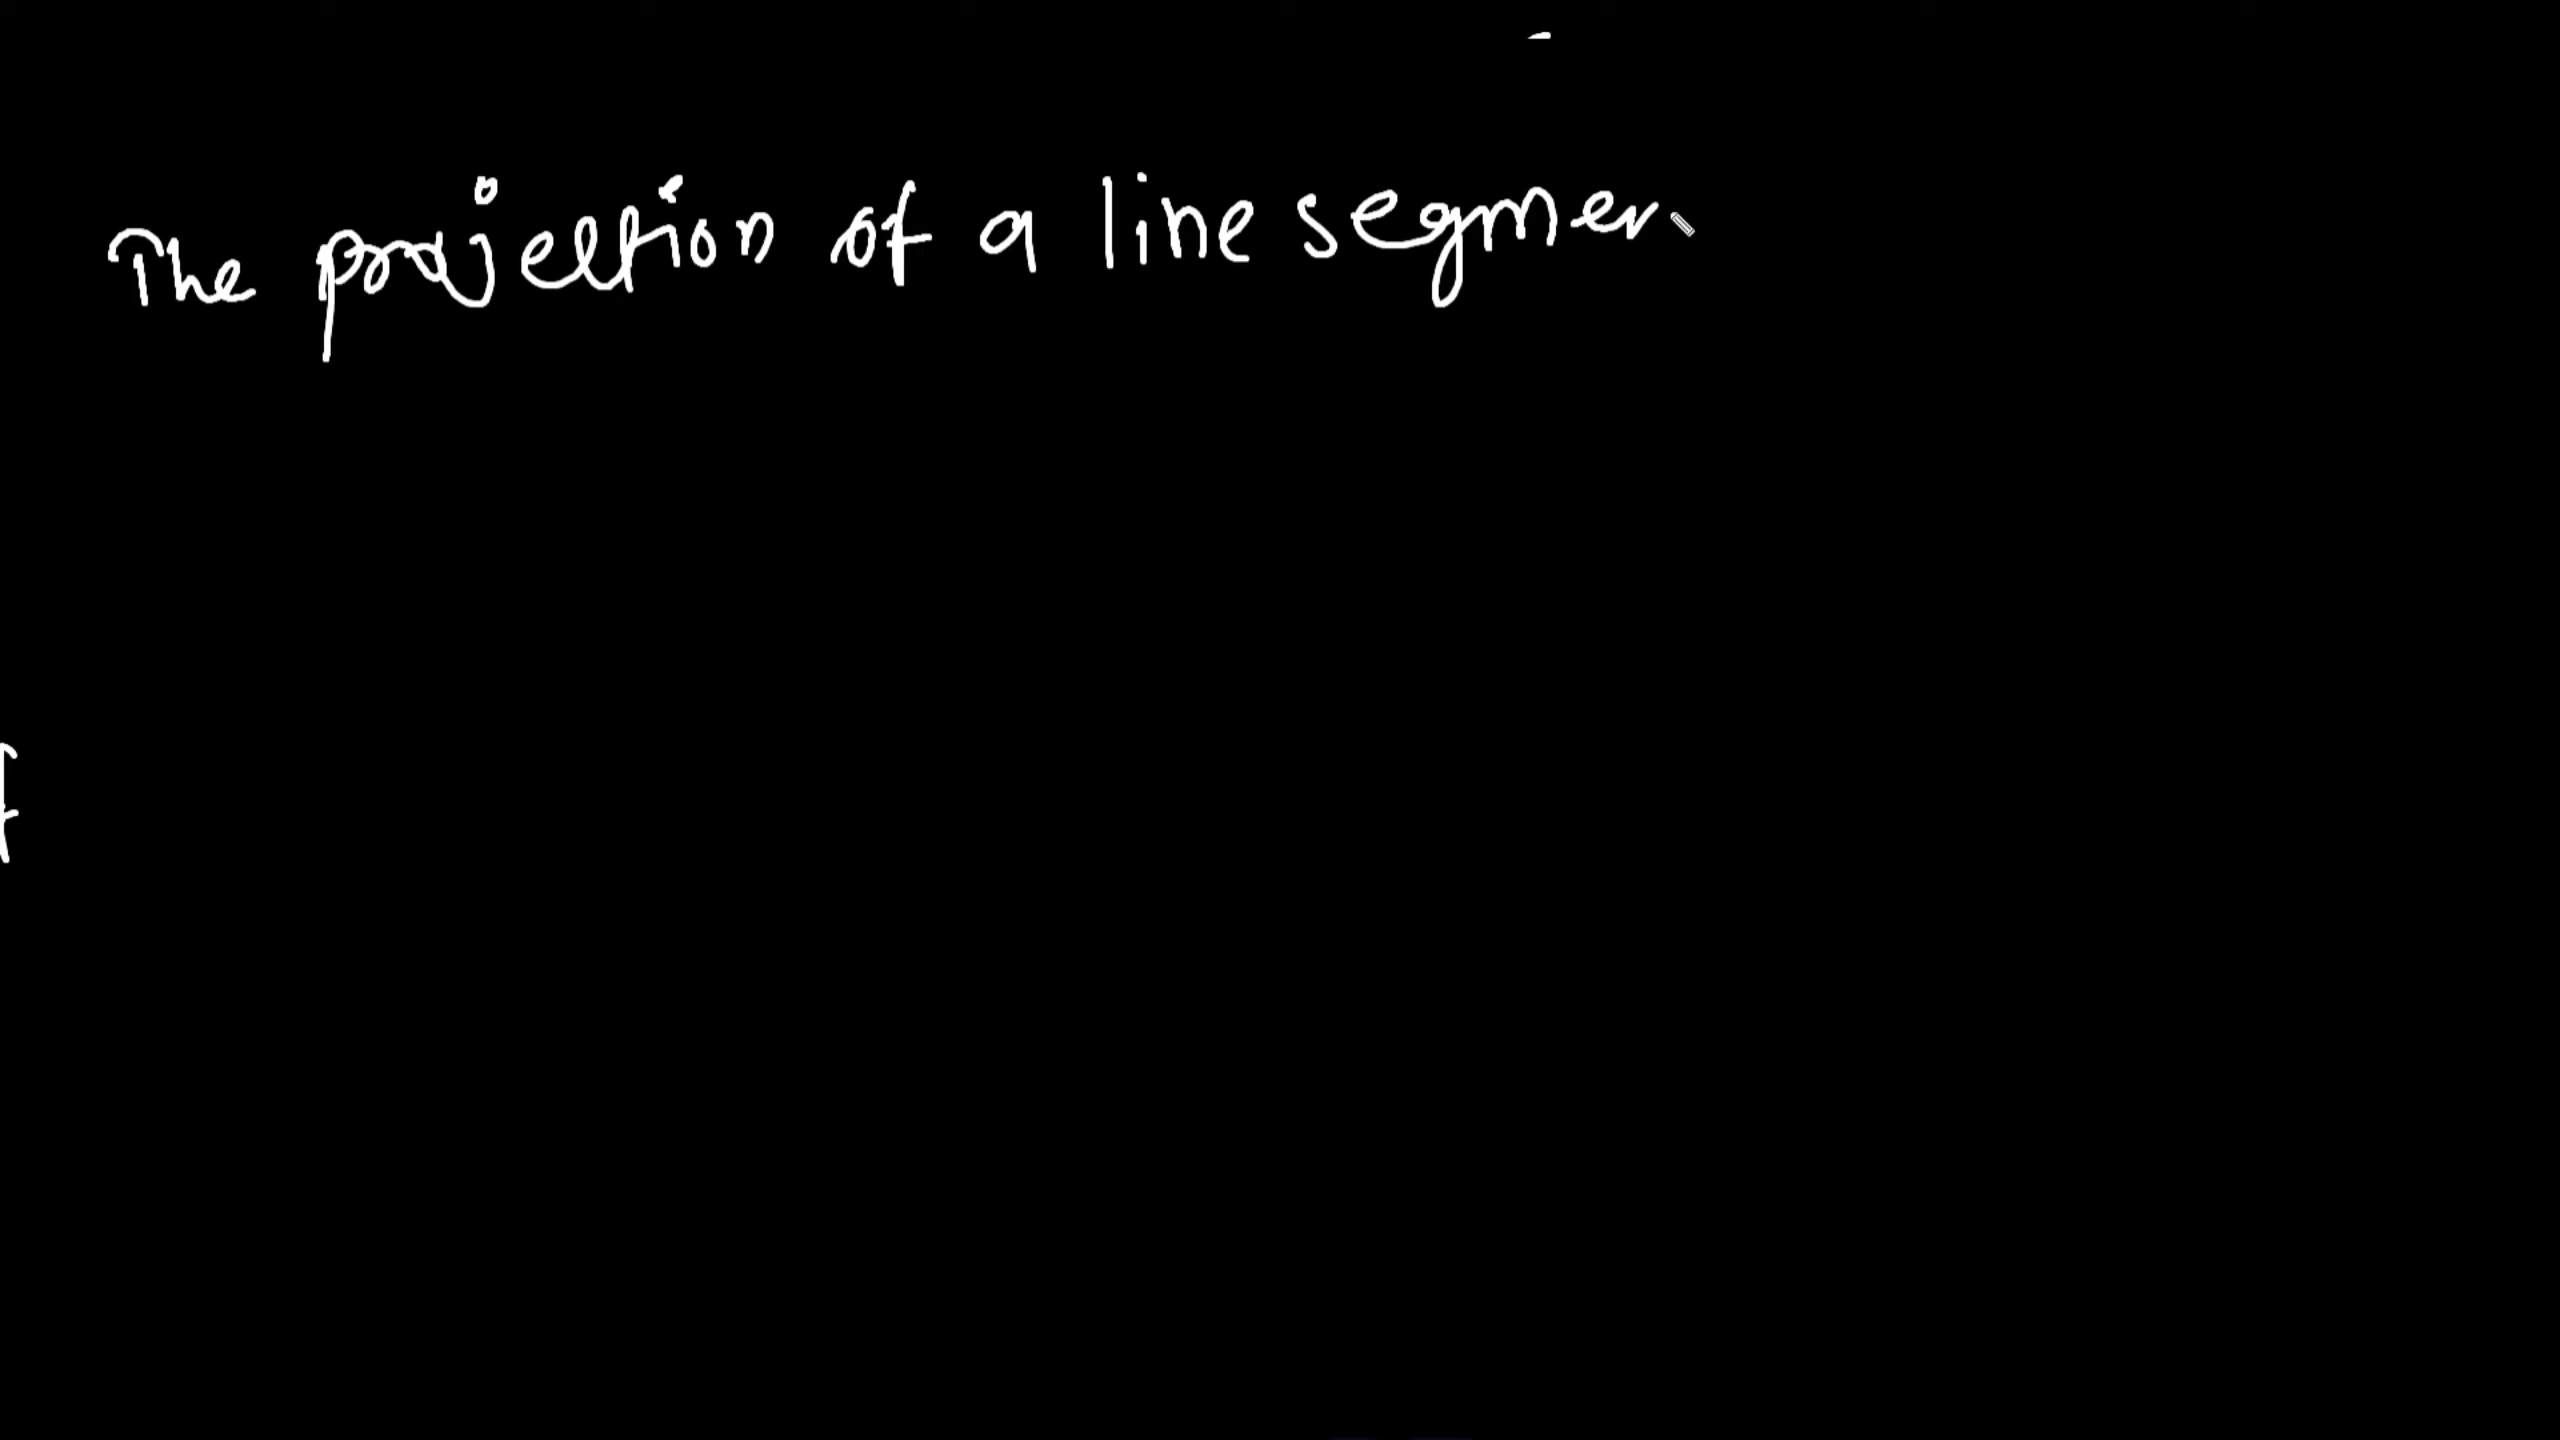 The projection of a line segmen
f